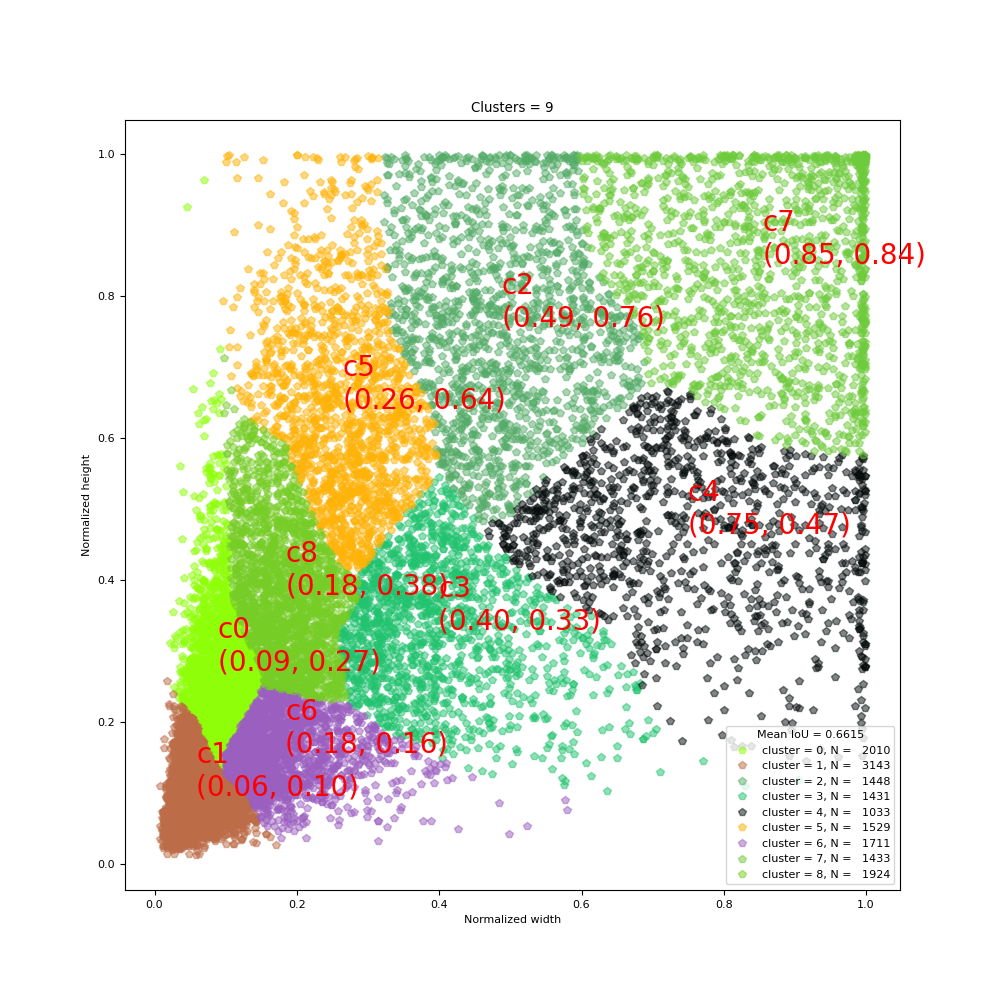 Clusters = 9
1.0
0.8
0.6
0.4
0.2
0.0
Normalized height
c7
(0.85, 0.84)
c2
(0.49, 0.76)
c5
(0.26, 0.64)
c4
(0.75, 0.47)
c8
(0.18, 0.38)
c3
(0.40, 0.33)
c0
(0.09, 0.27)
c6
(0.18, 0.16)
c1
(0.06, 0.10)
Mean IoU = 0.6615
cluster = 0, N = 2010
cluster = 1, N = 3143
cluster = 2, N = 1448
cluster = 3, N = 1431
cluster = 4, N = 1033
cluster = 5, N = 1529
cluster = 6, N = 1711
cluster = 7, N = 1433
cluster = 8, N = 1924
0.0 0.2 0.4 0.6 0.8 1.0
Normalized width